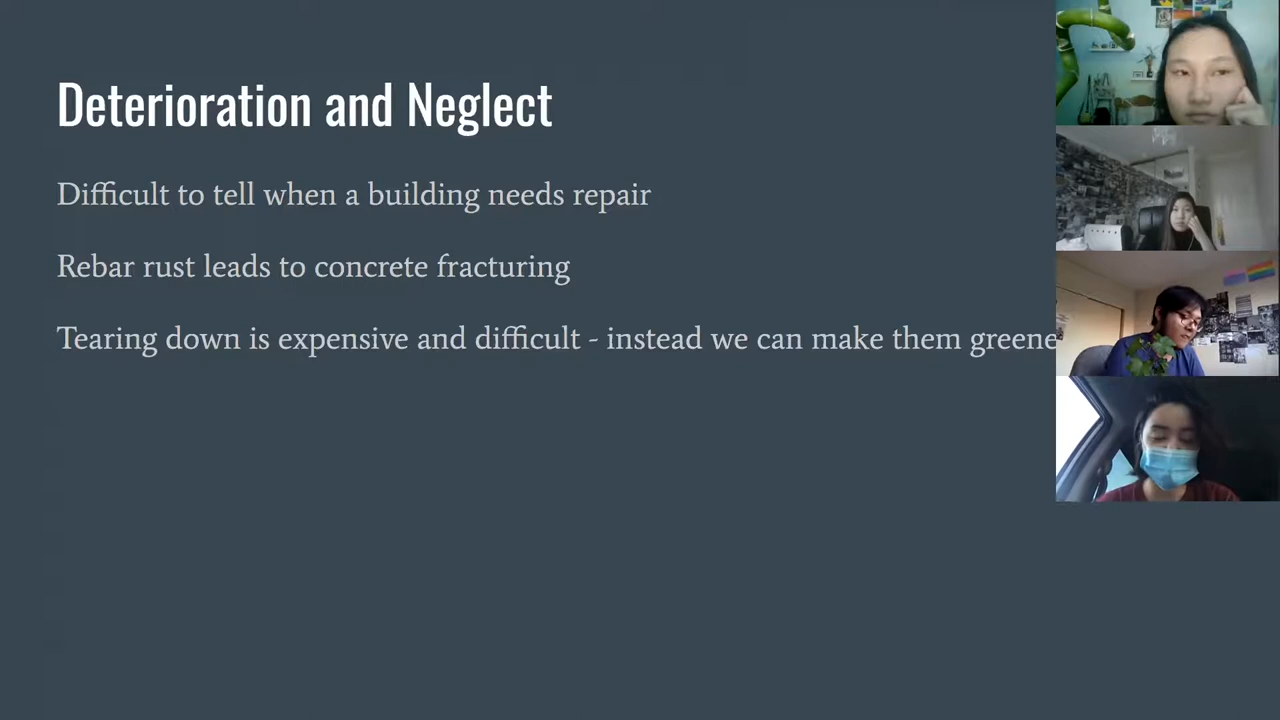 Deterioration and Neglect
Difficult to tell when a building needs repair
Rebar rust leads to concrete fracturing
Tearing down is expensive and difficult - instead we can make them greene